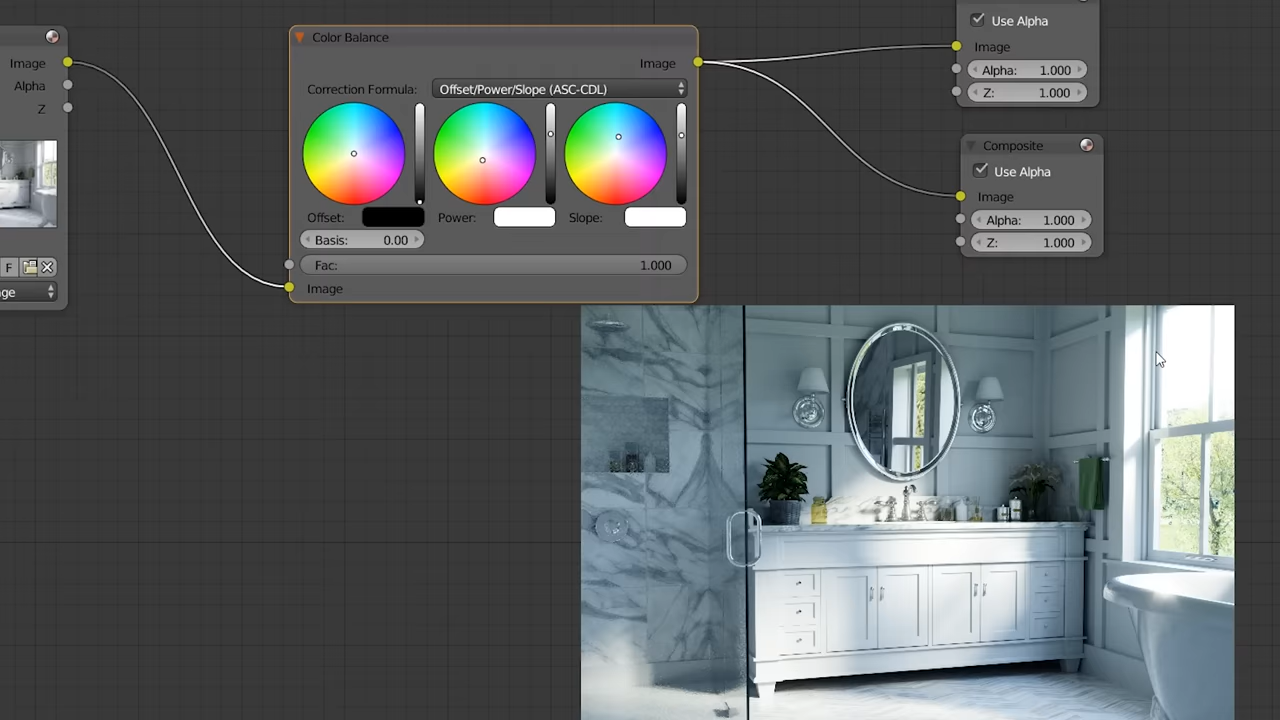 Image
Alpha
Z
F
ge
Color Balance
Image
Correction Formula:
Offset/Power/Slope (ASC-CDL)
Offset:
Power:
Slope:
Basis: 0.00
Fac: 1.000
Image
Use Alpha
Image
Alpha: 1.000
Z: 1.000
Composite
Use Alpha
Image
Alpha: 1.000
Z: 1.000